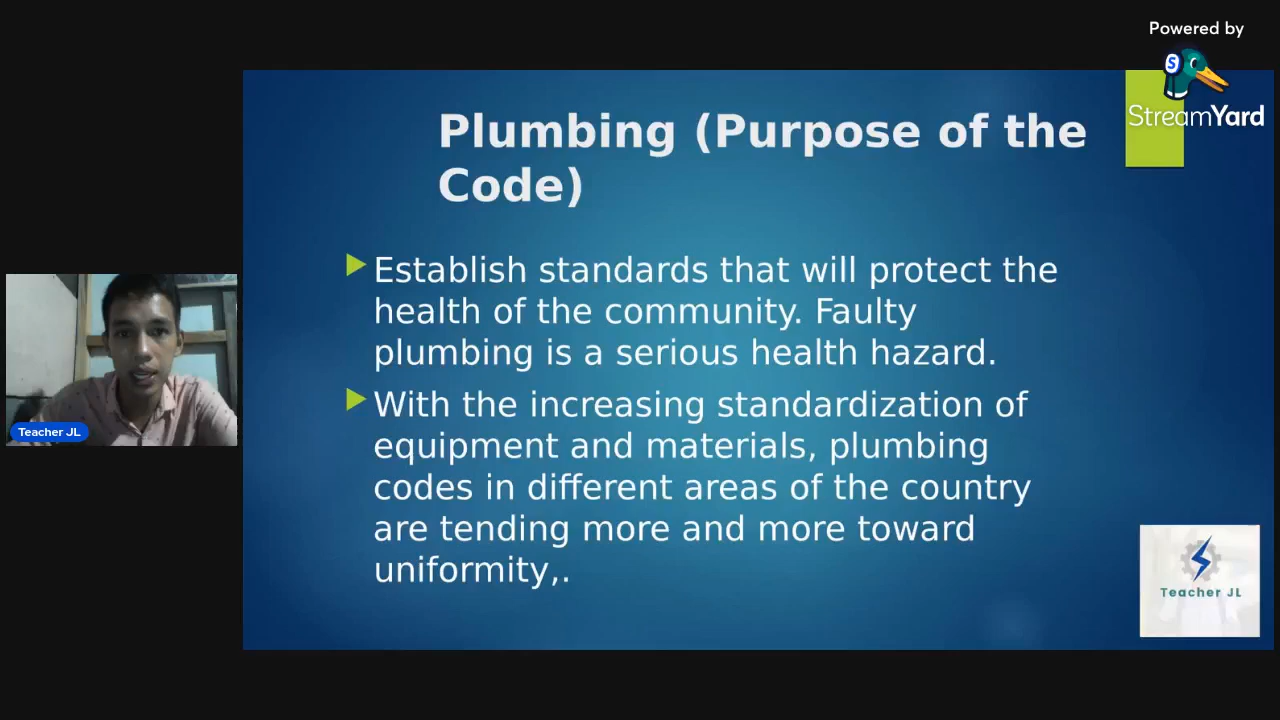 Powered by
StreamYard
Plumbing (Purpose of the
Code)
Establish standards that will protect the
health of the community. Faulty
plumbing is a serious health hazard.
With the increasing standardization of
equipment and materials, plumbing
codes in different areas of the country
are tending more and more toward
uniformity,.
Teacher JL
Teacher JL